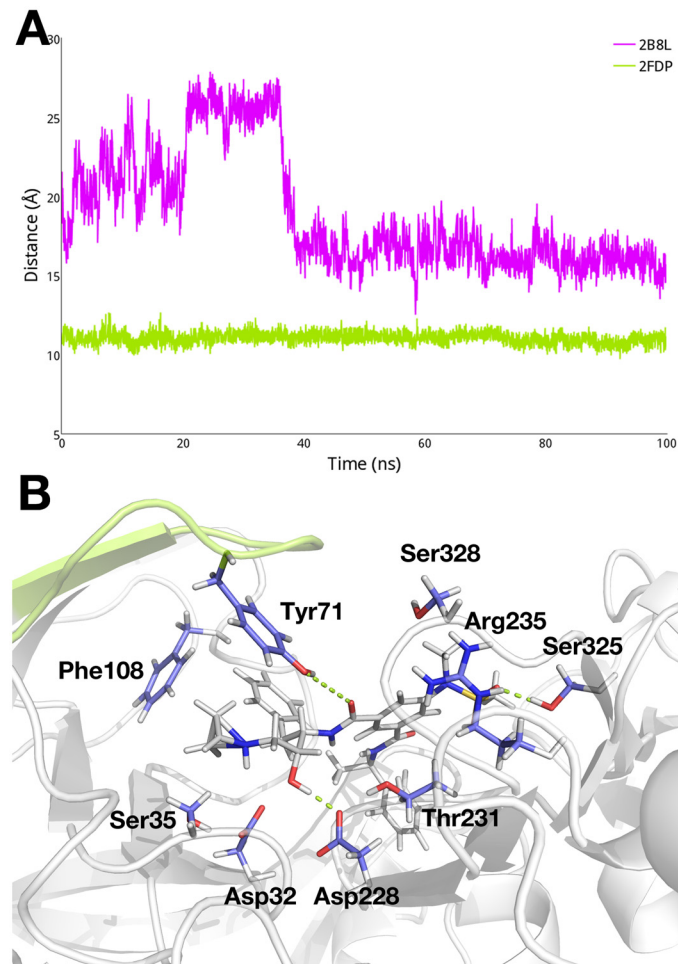 A
30
25
20
15
10
5
Distance (Å)
0
20
40
60
80
100
Time (ns)
2B8L
2FDP
B
Ser328
Tyr71
Arg235
Ser325
Phe108
Ser35
Thr231
Asp32
Asp228